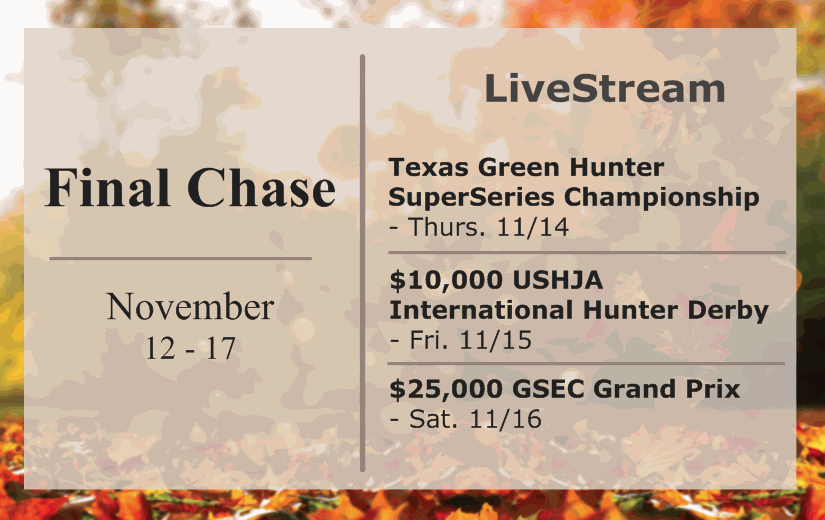 Final Chase
November
12 - 17
LiveStream
Texas Green Hunter
SuperSeries Championship
- Thurs. 11/14
$10,000 USHJA
International Hunter Derby
- Fri. 11/15
$25,000 GSEC Grand Prix
- Sat. 11/16